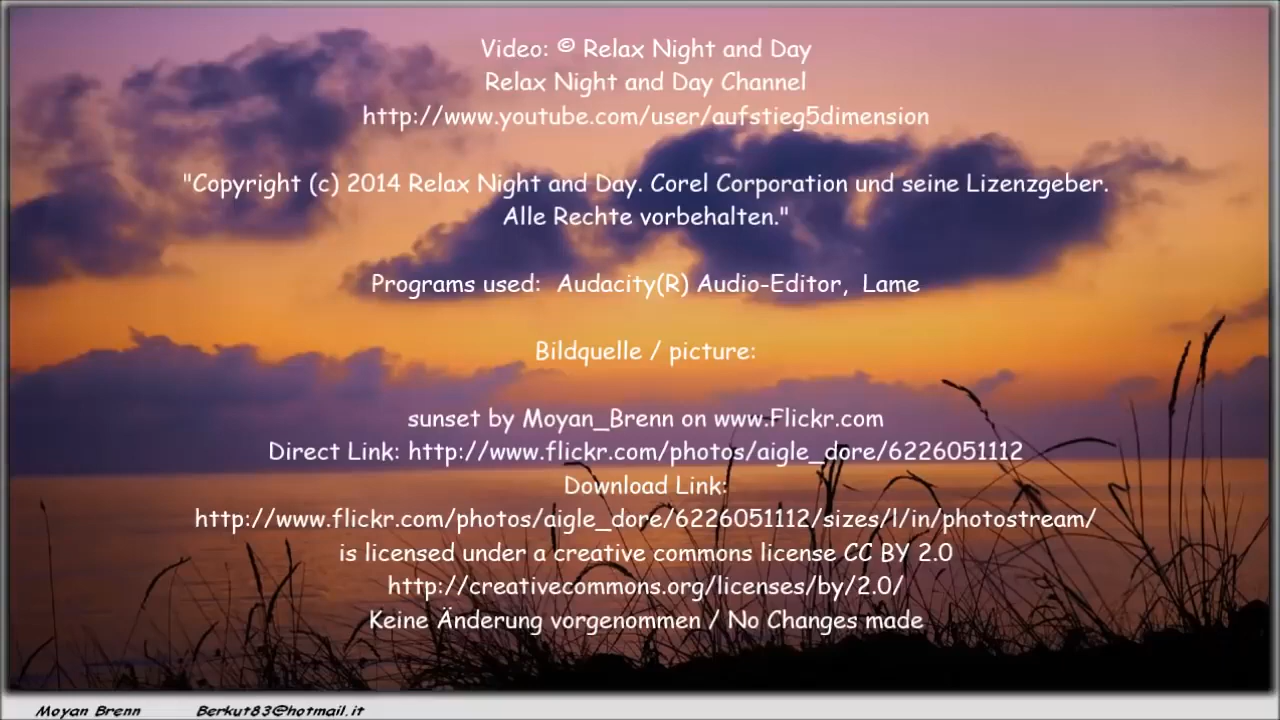 Video: © Relax Night and Day
Relax Night and Day Channel
http://www.youtube.com/user/aufstieg5dimension
"Copyright (c) 2014 Relax Night and Day. Corel Corporation und seine Lizenzgeber.
Alle Rechte vorbehalten."
Programs used:  Audacity(R) Audio-Editor,  Lame
Bildquelle / picture:
sunset by Moyan_Brenn on www.Flickr.com
Direct Link: http://www.flickr.com/photos/aigle_dore/6226051112
Download Link:
http://www.flickr.com/photos/aigle_dore/6226051112/sizes/l/in/photostream/
is licensed under a creative commons license CC BY 2.0
http://creativecommons.org/licenses/by/2.0/
Keine Änderung vorgenommen / No Changes made
Moyan Brenn Berkut83@hotmail.it